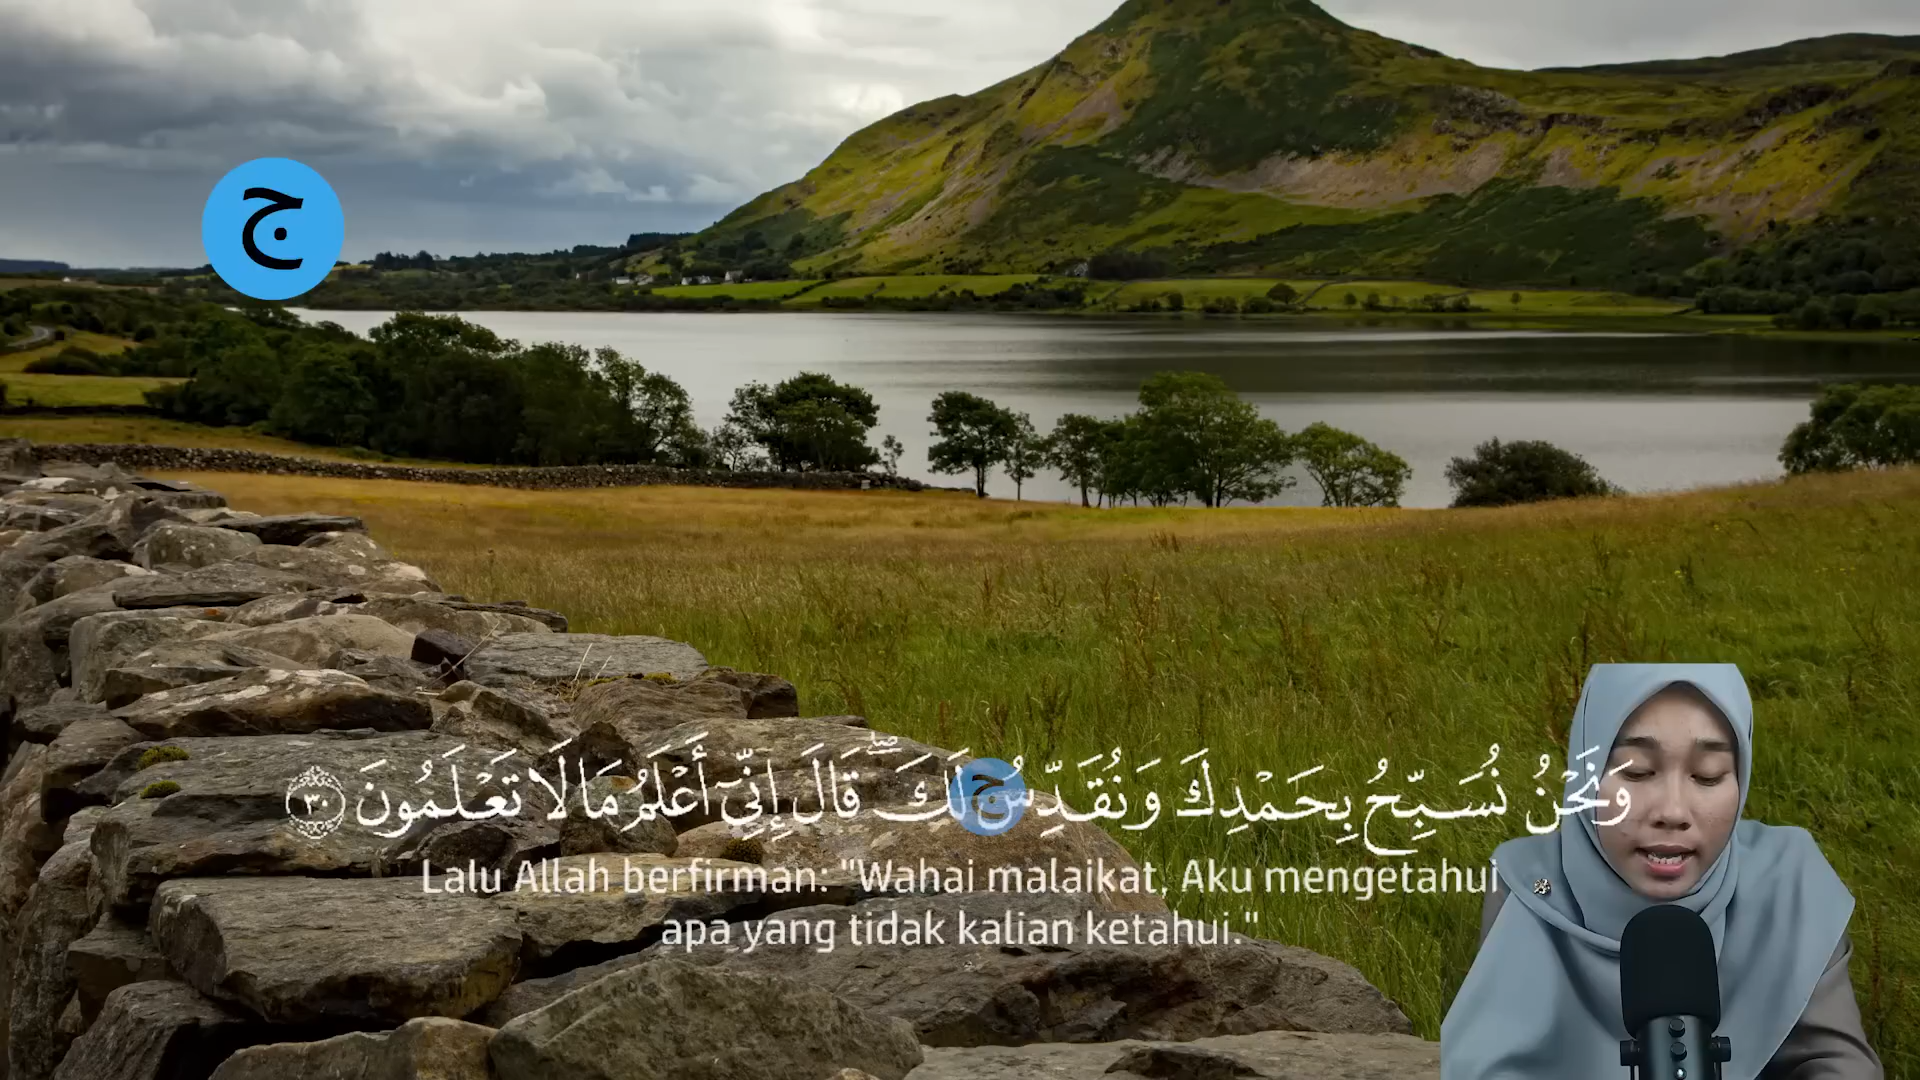 ج
وَنَحْنُ نُسَبِّحُ بِحَمْدِكَ وَنُقَدِّسُ لَكَ ۖ قَالَ إِنِّيٓ أَعْلَمُ مَا لَا تَعْلَمُونَ ٣٠
ج
Lalu Allah berfirman: "Wahai malaikat, Aku mengetahui
apa yang tidak kalian ketahui."